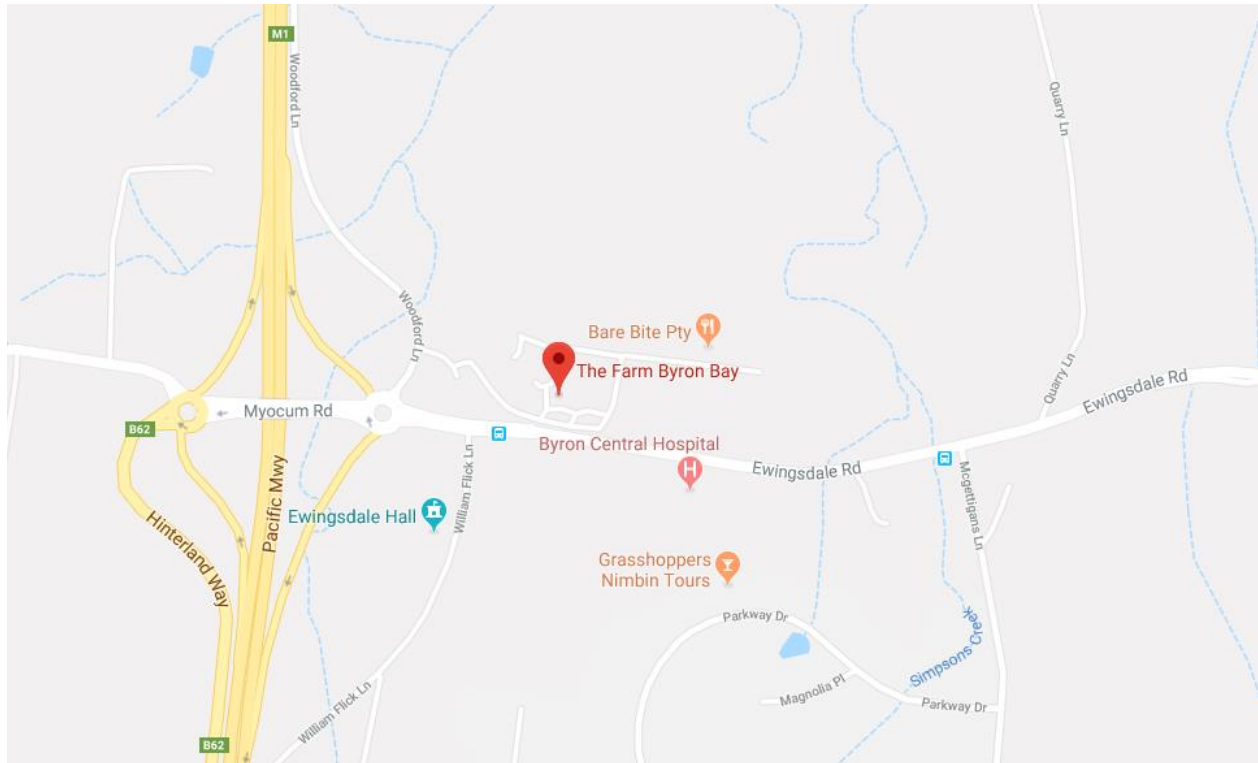 M1
Woodford Ln
Quarry Ln
Woodford Ln
Bare Bite Pty
The Farm Byron Bay
Quarry Ln
Ewingsdale Rd
Myocum Rd
B62
Byron Central Hospital
H
Ewingsdale Rd
Pacific Mwy
William Flick Ln
Mcgettigans Ln
Ewingsdale Hall
Hinterland Way
Grasshoppers
Nimbin Tours
Parkway Dr
Simpsons Creek
William Flick Ln
Magnolia Pl
Parkway Dr
B62